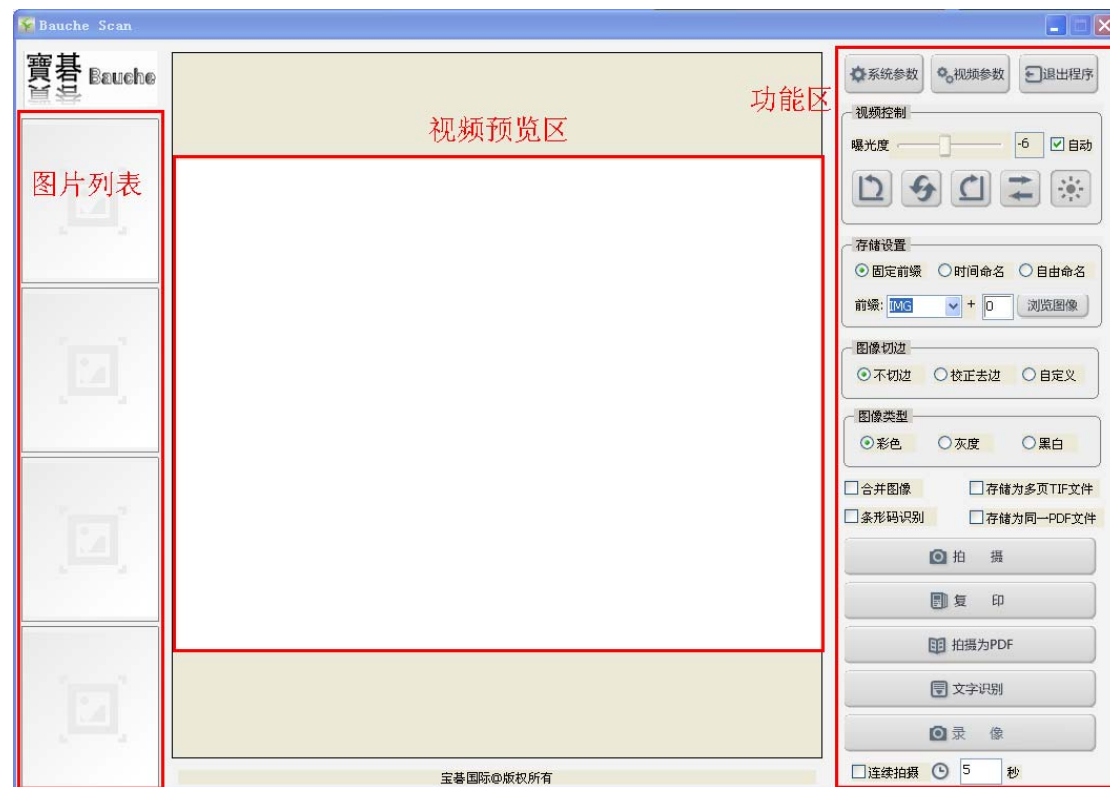 Bauche Scan
寶碁 Bauche
图片列表
视频预览区
宝碁国际@版权所有
功能区
系统参数 视频参数 退出程序
视频控制
曝光度 -6 自动
存储设置
固定前缀 时间命名 自由命名
前缀: IMG + 0 浏览图像
图像切边
不切边 校正去边 自定义
图像类型
彩色 灰度 黑白
合并图像 存储为多页TIF文件
条形码识别 存储为同一PDF文件
拍 摄
复 印
拍摄为PDF
文字识别
录 像
连续拍摄 5 秒